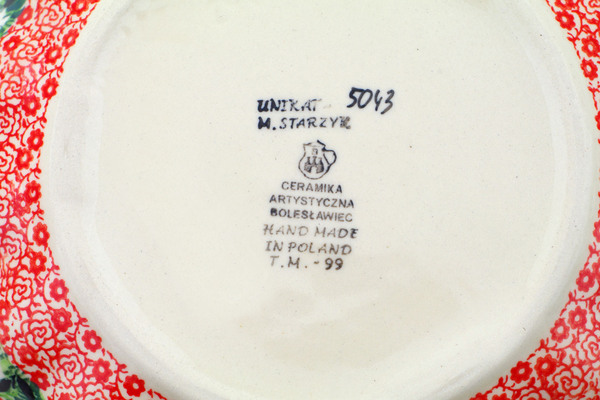 UNIKAT 5043
M. STARZYK
CERAMIKA
ARTYSTYCZNA
BOLESŁAWIEC
HAND MADE
IN POLAND
T.M. - 99